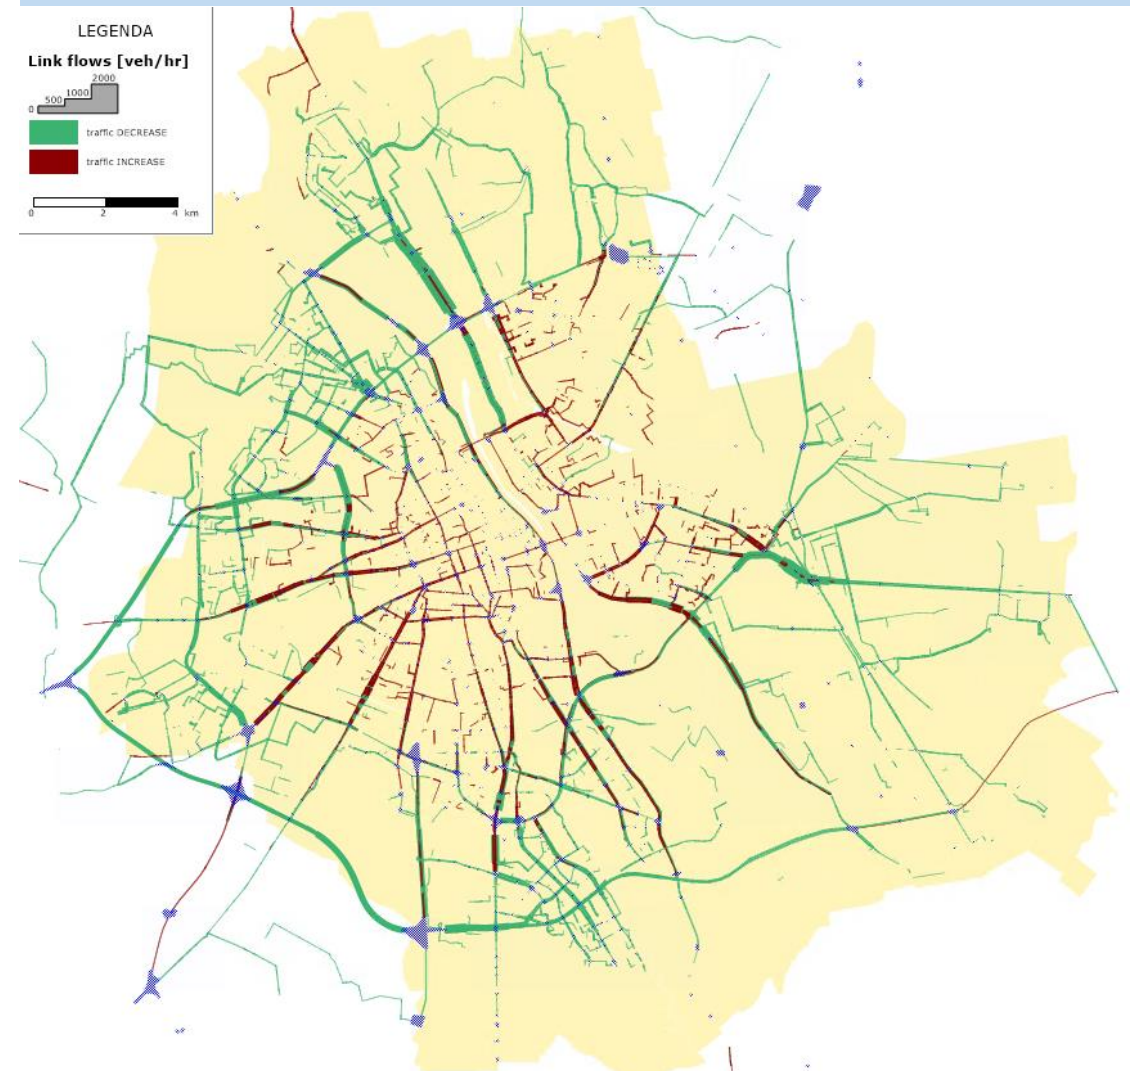 LEGENDA
Link flows [veh/hr]
2000
1000
500
0
traffic DECREASE
traffic INCREASE
0 2 4 km